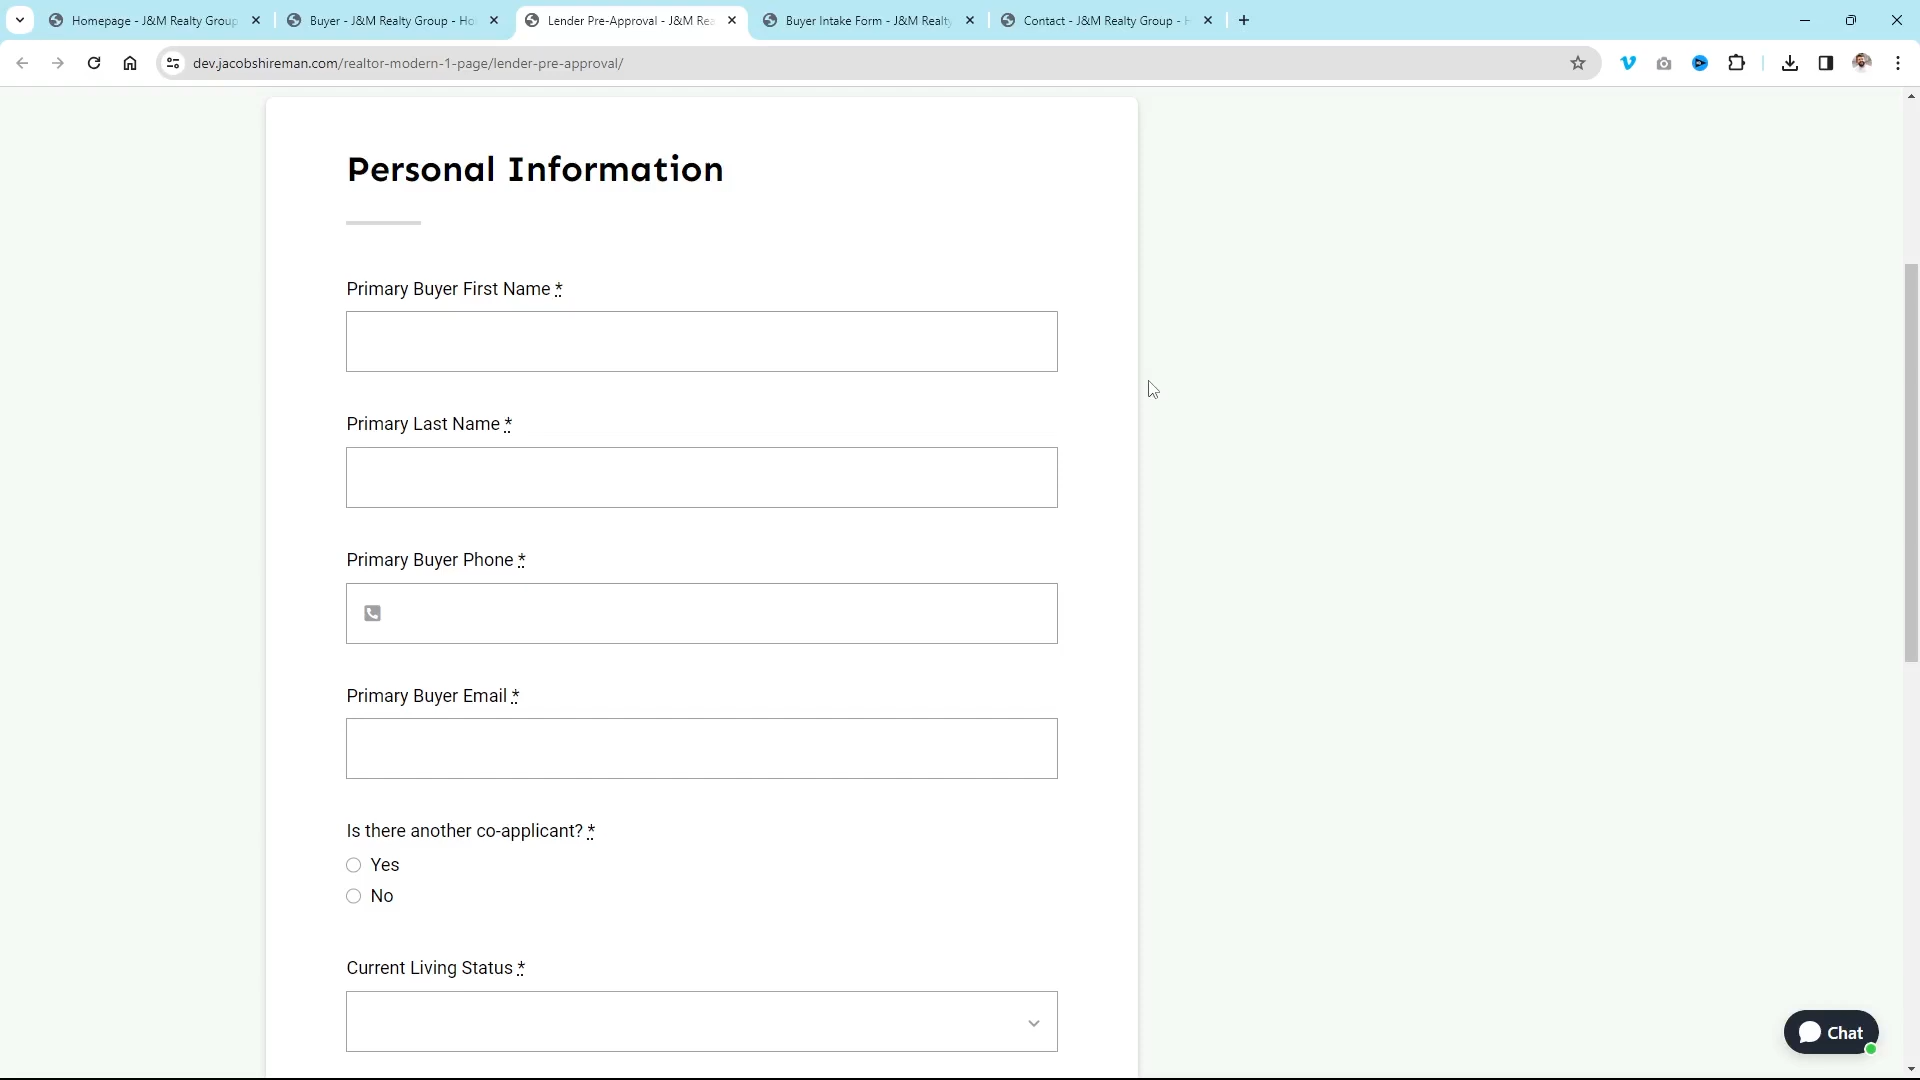 Homepage - J&M Realty Group
Buyer - J&M Realty Group - Ho
Lender Pre-Approval - J&M Rea
Buyer Intake Form - J&M Realt
Contact - J&M Realty Group - H
dev.jacobshireman.com/realtor-modern-1-page/lender-pre-approval/
Personal Information
Primary Buyer First Name *
Primary Last Name *
Primary Buyer Phone *
Primary Buyer Email *
Is there another co-applicant? *
Yes
No
Current Living Status *
Chat